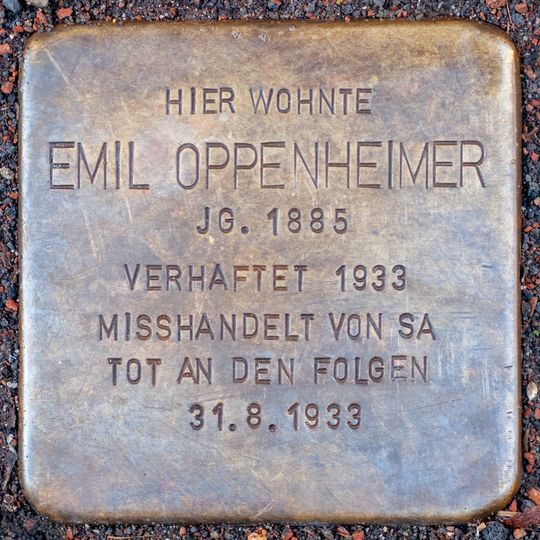 HIER WOHNTE
EMIL OPPENHEIMER
JG. 1885
VERHAFTET 1933
MISSHANDELT VON SA
TOT AN DEN FOLGEN
31.8.1933